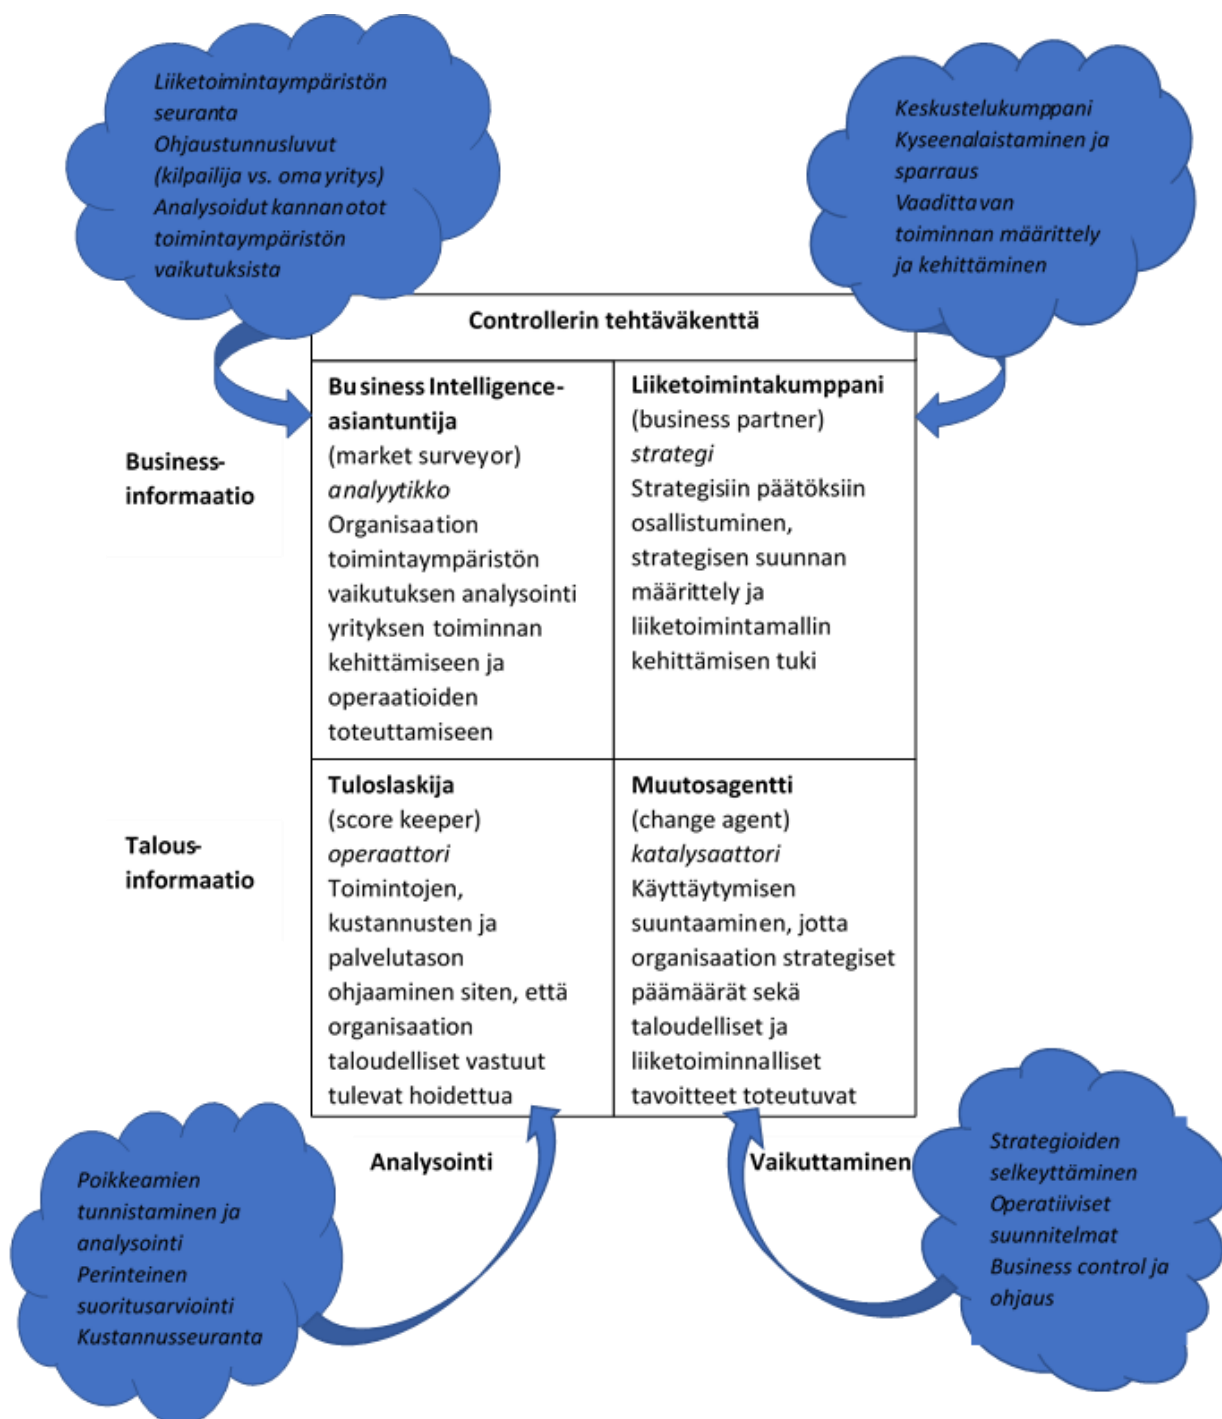 Liiketoimintaympäristön
seuranta
Ohjaustunnusluvut
(kilpailija vs. oma yritys)
Analysoidut kannanotot
toimintaympäristön
vaikutuksista
Keskustelukumppani
Kyseenalaistaminen ja
sparraus
Vaadittavan
toiminnan määrittely
ja kehittäminen
Controllerin tehtäväkenttä
Business-
informaatio
Business Intelligence-
asiantuntija
(market surveyor)
analyytikko
Organisaation
toimintaympäristön
vaikutuksen analysointi
yrityksen toiminnan
kehittämiseen ja
operaatioiden
toteuttamiseen
Liiketoimintakumppani
(business partner)
strategi
Strategisiin päätöksiin
osallistuminen,
strategisen suunnan
määrittely ja
liiketoimintamallin
kehittämisen tuki
Talous-
informaatio
Tuloslaskija
(score keeper)
operaattori
Toimintojen,
kustannusten ja
palvelutason
ohjaaminen siten, että
organisaation
taloudelliset vastuut
tulevat hoidettua
Muutosagentti
(change agent)
katalysaattori
Käyttäytymisen
suuntaaminen, jotta
organisaation strategiset
päämäärät sekä
taloudelliset ja
liiketoiminnalliset
tavoitteet toteutuvat
Analysointi
Vaikuttaminen
Poikkeamien
tunnistaminen ja
analysointi
Perinteinen
suoritusarviointi
Kustannusseuranta
Strategioiden
selkeyttäminen
Operatiiviset
suunnitelmat
Business control ja
ohjaus